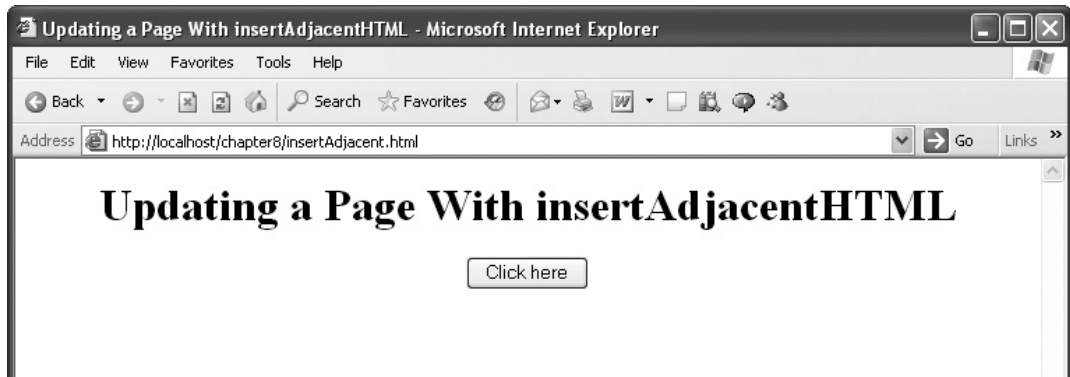 Updating a Page With insertAdjacentHTML - Microsoft Internet Explorer
File Edit View Favorites Tools Help
Back Search Favorites W
Address http://localhost/chapter8/insertAdjacent.html Go Links »
Updating a Page With insertAdjacentHTML
Click here